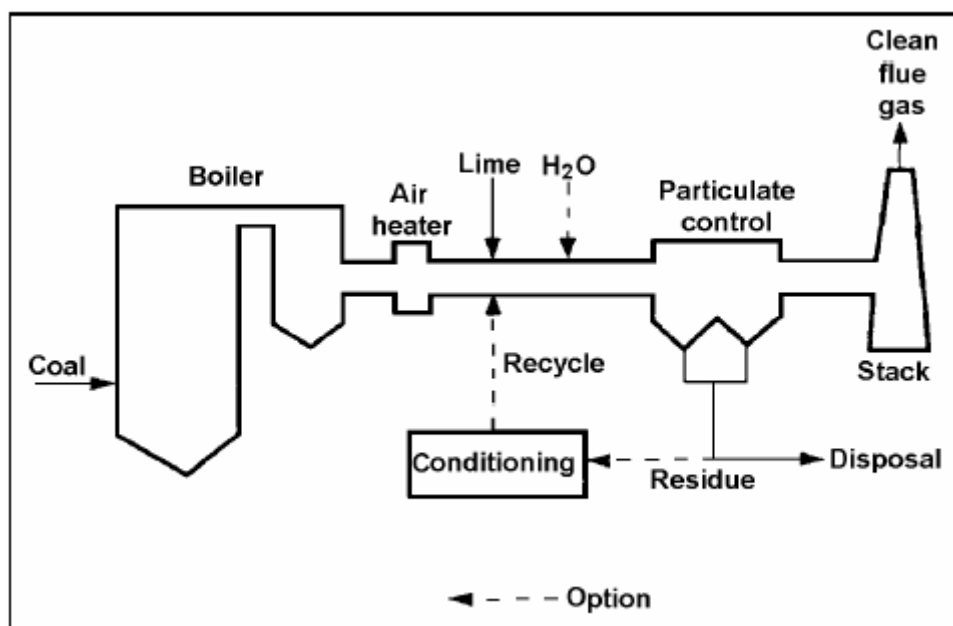 Clean
flue
gas
Boiler
Air
heater
Lime
H₂O
Particulate
control
Coal
Recycle
Stack
Conditioning
Residue
Disposal
Option